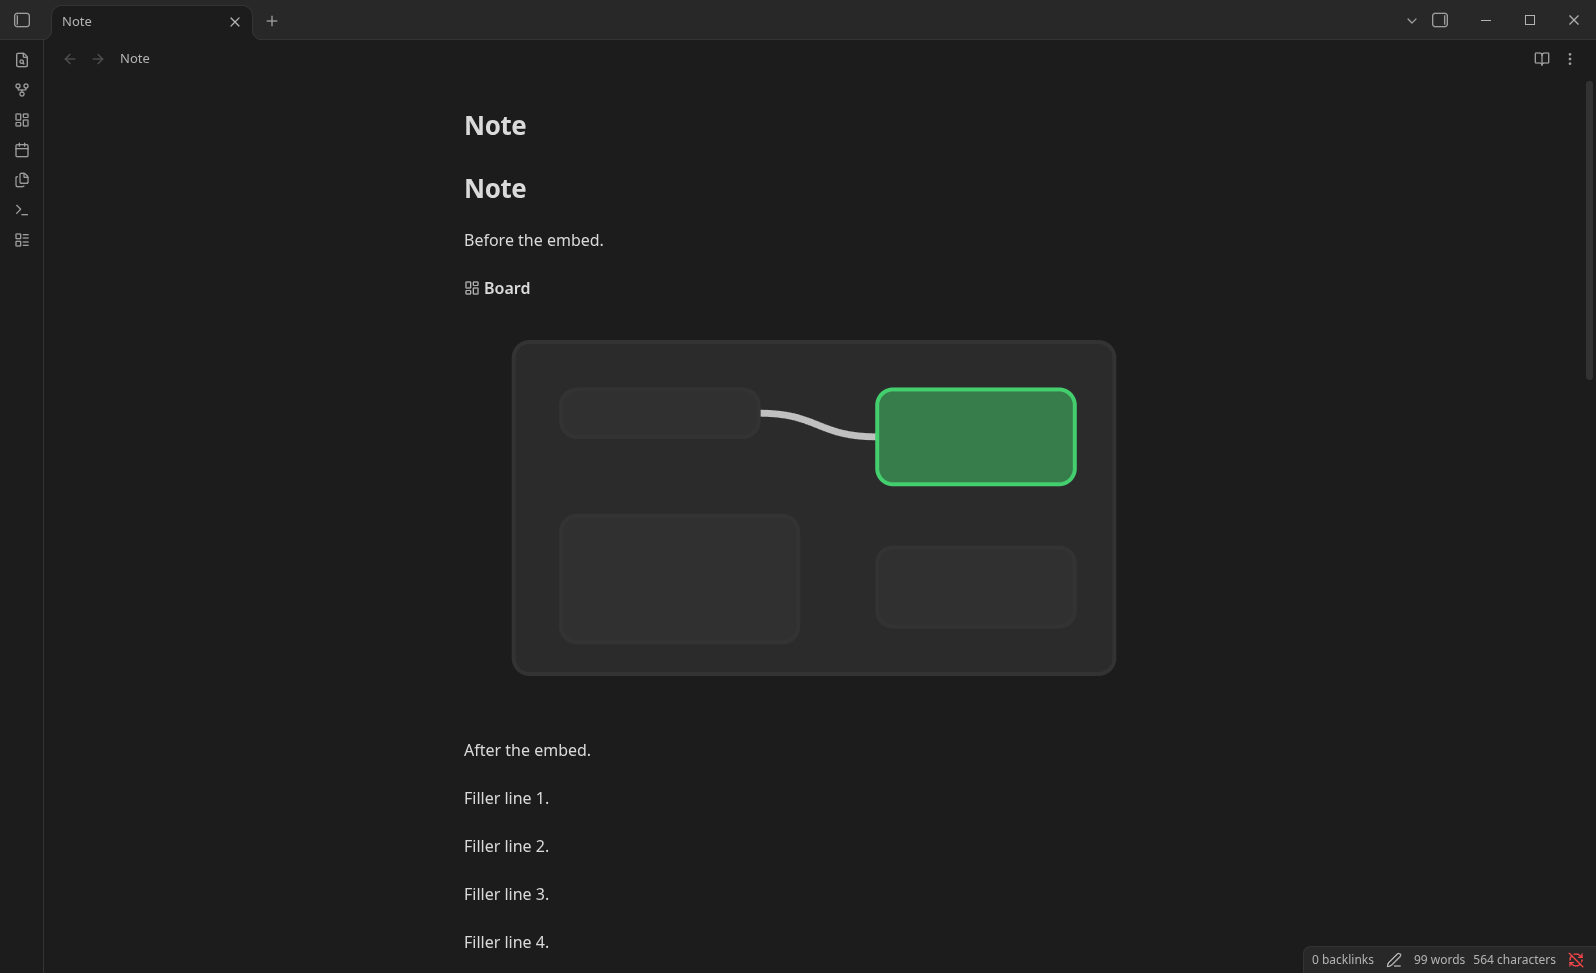 Note
Note
Note
Note
Before the embed.
Board
After the embed.
Filler line 1.
Filler line 2.
Filler line 3.
Filler line 4.
0 backlinks 99 words 564 characters